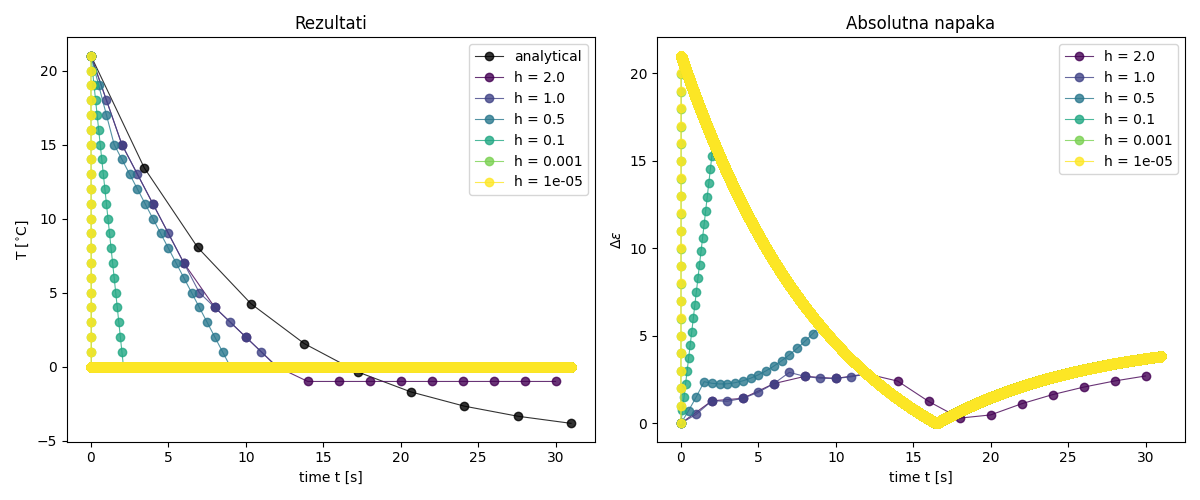 Rezultati
T [°C]
20
15
10
5
0
−5
0 5 10 15 20 25 30
time t [s]
analytical
h = 2.0
h = 1.0
h = 0.5
h = 0.1
h = 0.001
h = 1e-05
Absolutna napaka
Δε
20
15
10
5
0
0 5 10 15 20 25 30
time t [s]
h = 2.0
h = 1.0
h = 0.5
h = 0.1
h = 0.001
h = 1e-05